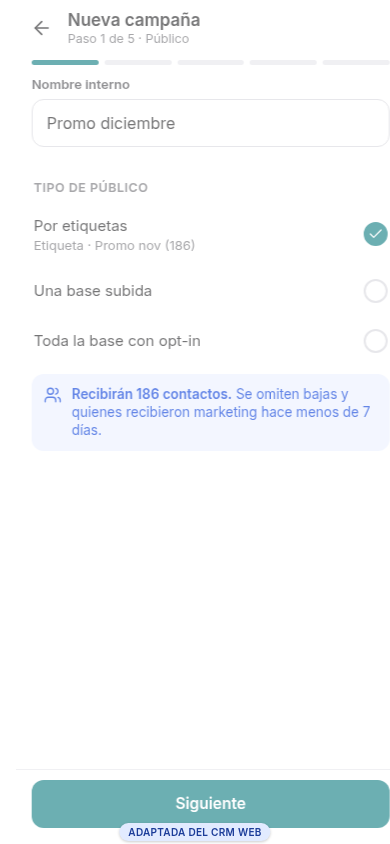 Nueva campaña
Paso 1 de 5 · Público
Nombre interno
Promo diciembre
TIPO DE PÚBLICO
Por etiquetas
Etiqueta · Promo nov (186)
Una base subida
Toda la base con opt-in
Recibirán 186 contactos. Se omiten bajas y
quienes recibieron marketing hace menos de 7
días.
Siguiente
ADAPTADA DEL CRM WEB